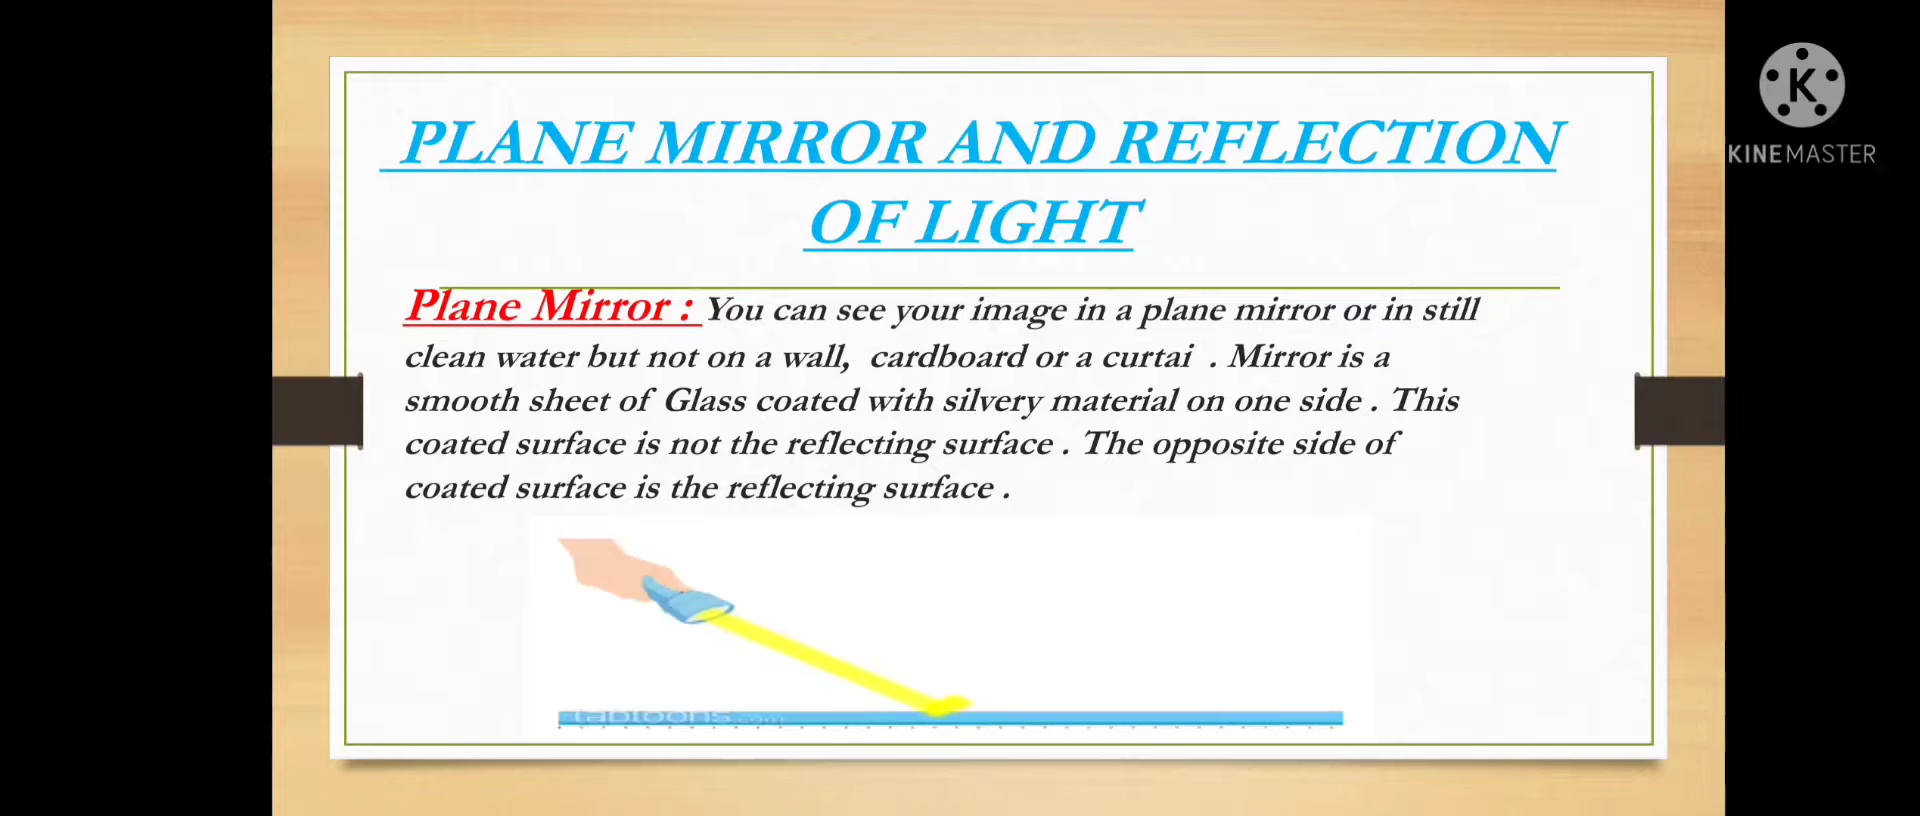 PLANE MIRROR AND REFLECTION
OF LIGHT
Plane Mirror : You can see your image in a plane mirror or in still
clean water but not on a wall, cardboard or a curtai . Mirror is a
smooth sheet of Glass coated with silvery material on one side . This
coated surface is not the reflecting surface . The opposite side of
coated surface is the reflecting surface .
K
KINEMASTER
tabtoons.com